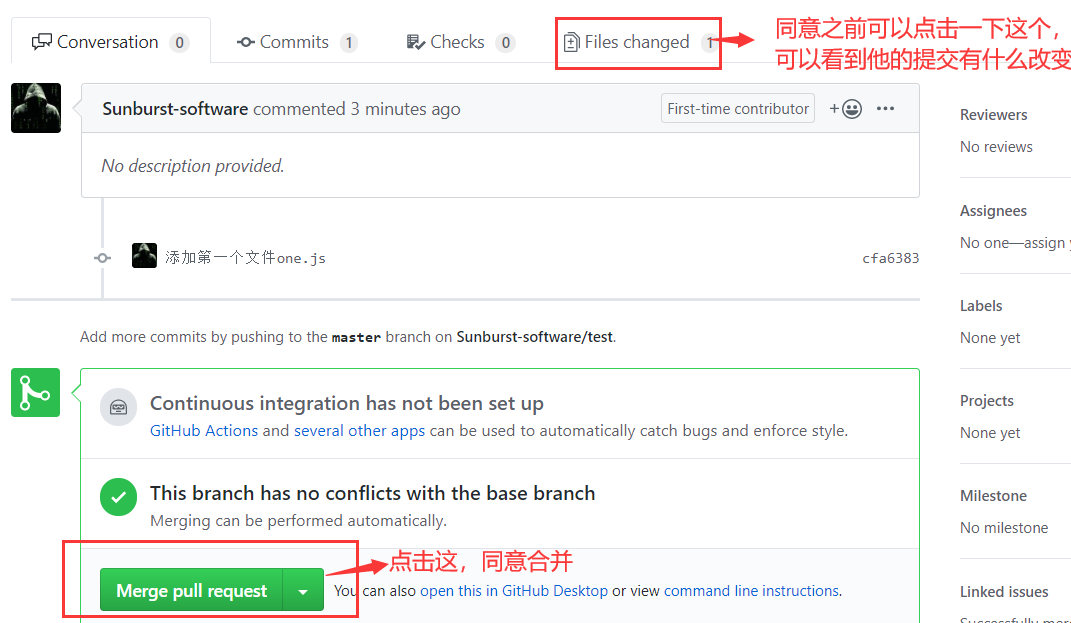 Conversation 0
Commits 1
Checks 0
Files changed 1
同意之前可以点击一下这个，
可以看到他的提交有什么改变
Sunburst-software commented 3 minutes ago
First-time contributor
No description provided.
添加第一个文件one.js
cfa6383
Add more commits by pushing to the master branch on Sunburst-software/test.
Continuous integration has not been set up
GitHub Actions and several other apps can be used to automatically catch bugs and enforce style.
This branch has no conflicts with the base branch
Merging can be performed automatically.
点击这，同意合并
Merge pull request
You can also open this in GitHub Desktop or view command line instructions.
Reviewers
No reviews
Assignees
No one—assign y
Labels
None yet
Projects
None yet
Milestone
No milestone
Linked issues